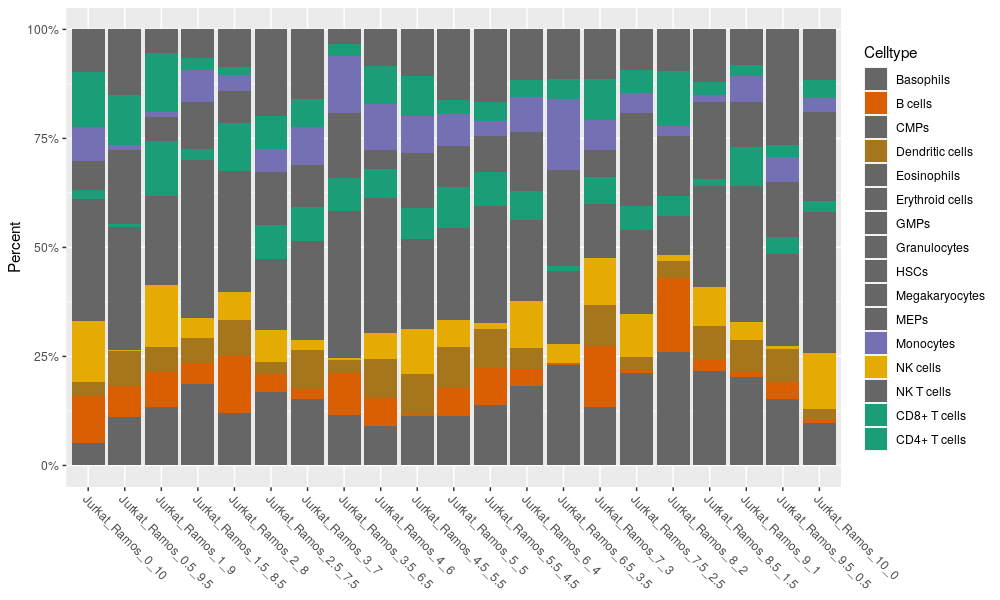 Percent
100%
75%
50%
25%
0%
Jurkat_Ramos_0_10
Jurkat_Ramos_0.5_9.5
Jurkat_Ramos_1_9
Jurkat_Ramos_1.5_8.5
Jurkat_Ramos_2_8
Jurkat_Ramos_2.5_7.5
Jurkat_Ramos_3_7
Jurkat_Ramos_3.5_6.5
Jurkat_Ramos_4_6
Jurkat_Ramos_4.5_5.5
Jurkat_Ramos_5_5
Jurkat_Ramos_5.5_4.5
Jurkat_Ramos_6_4
Jurkat_Ramos_6.5_3.5
Jurkat_Ramos_7_3
Jurkat_Ramos_7.5_2.5
Jurkat_Ramos_8_2
Jurkat_Ramos_8.5_1.5
Jurkat_Ramos_9_1
Jurkat_Ramos_9.5_0.5
Jurkat_Ramos_10_0
Celltype
Basophils
B cells
CMPs
Dendritic cells
Eosinophils
Erythroid cells
GMPs
Granulocytes
HSCs
Megakaryocytes
MEPs
Monocytes
NK cells
NK T cells
CD8+ T cells
CD4+ T cells